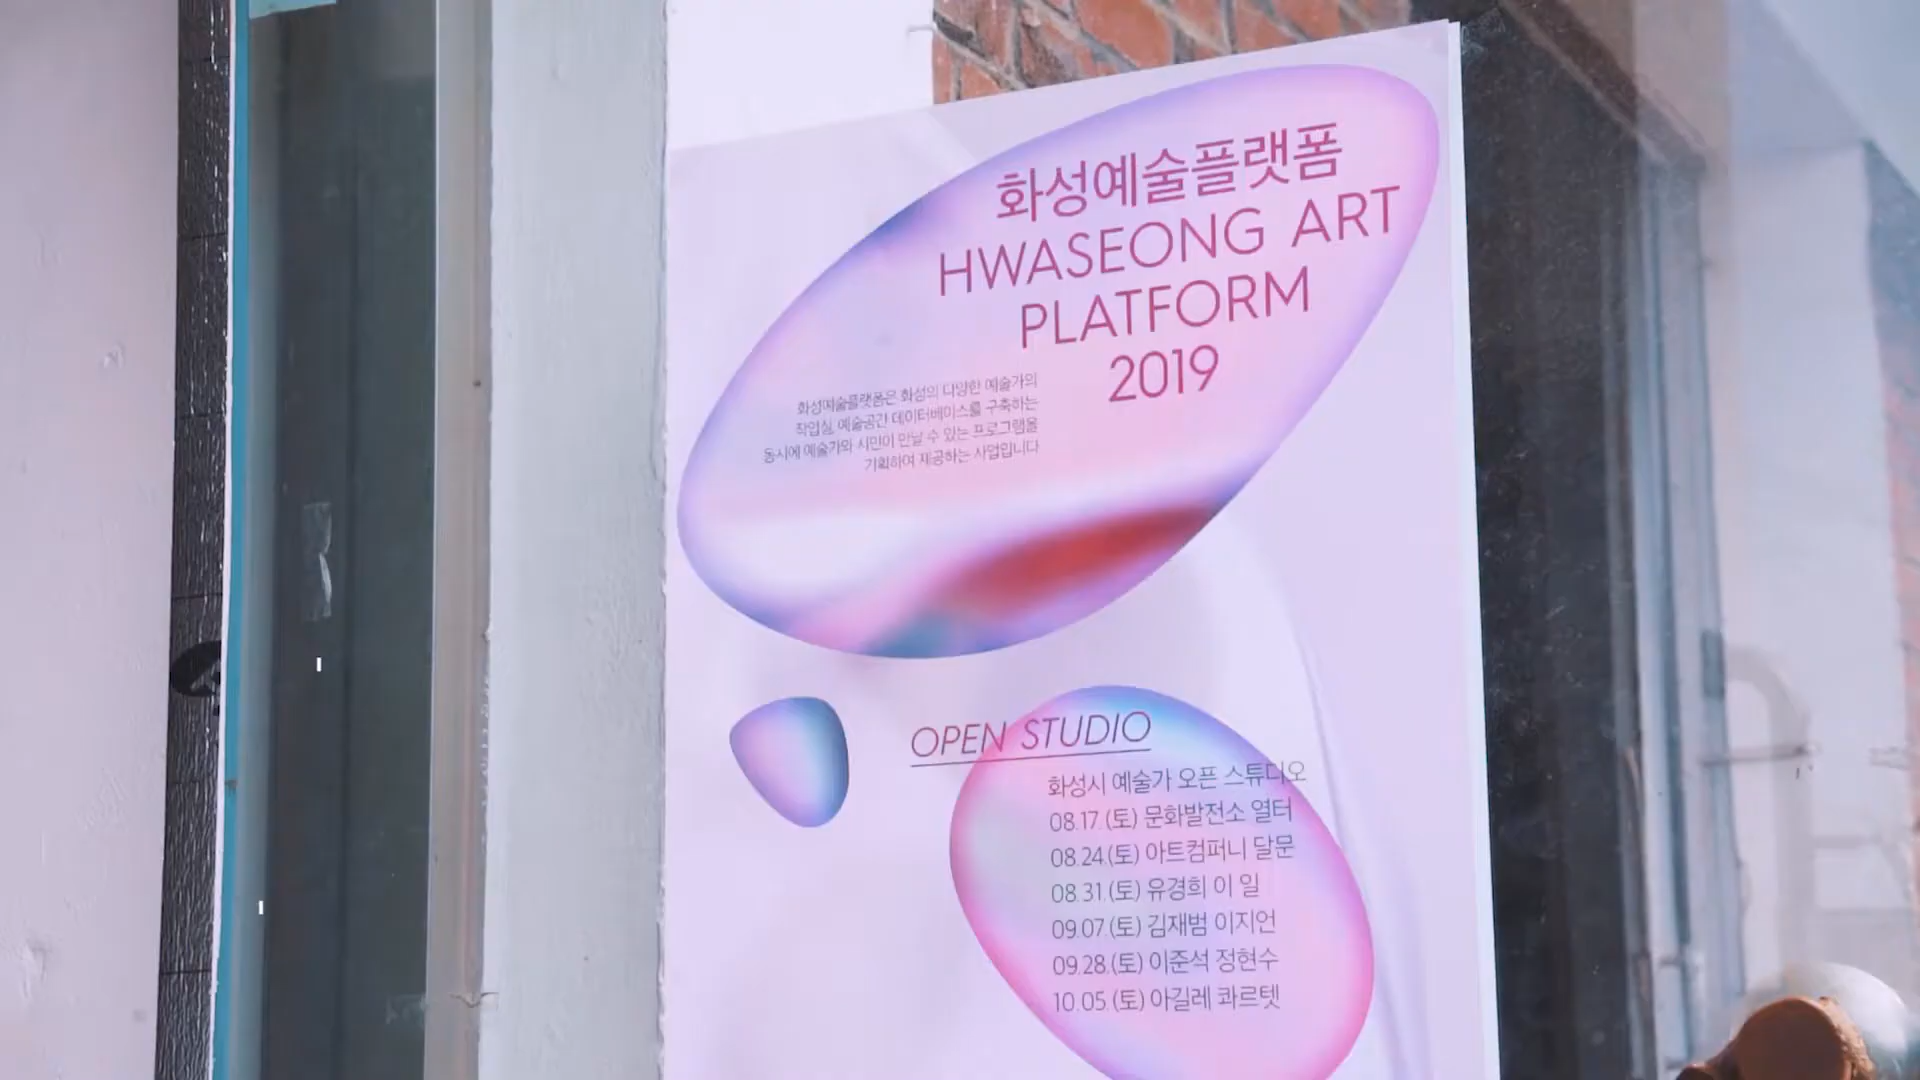 화성예술플랫폼
HWASEONG ART
PLATFORM
2019
화성예술플랫폼은 화성의 다양한 예술가의
작업실, 예술공간 데이터베이스를 구축하는
동시에 예술가와 시민이 만날 수 있는 프로그램을
기획하여 제공하는 사업입니다
OPEN STUDIO
화성시 예술가 오픈 스튜디오
08.17.(토) 문화발전소 열터
08.24.(토) 아트컴퍼니 달문
08.31.(토) 유경희 이 일
09.07.(토) 김재범 이지언
09.28.(토) 이준석 정현수
10.05.(토) 아길레 콰르텟